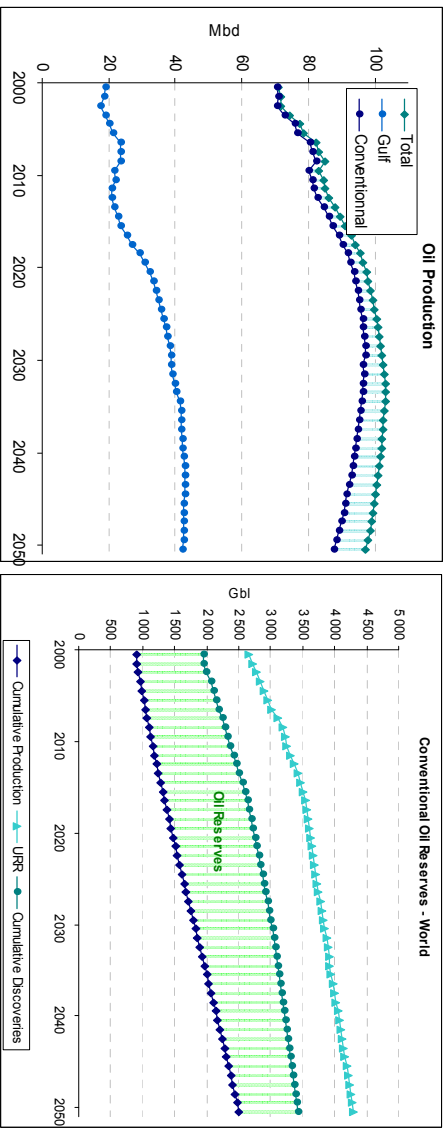 Oil Production
Mbd
100
80
60
40
20
0
Total
Gulf
Conventionnal
2000
2010
2020
2030
2040
2050
Conventional Oil Reserves - World
Gbl
5 000
4 500
4 000
3 500
3 000
2 500
2 000
1 500
1 000
500
0
Oil Reserves
2000
2010
2020
2030
2040
2050
Cumulative Production
URR
Cumulative Discoveries